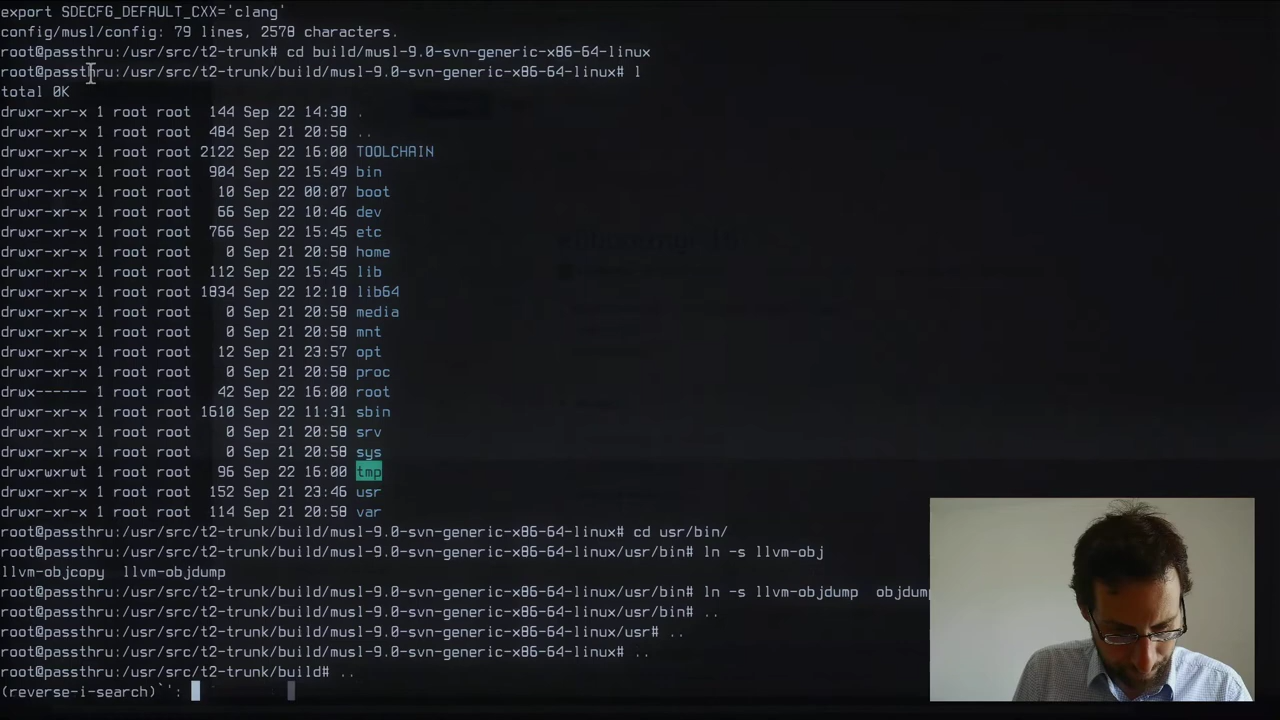 export SDECFG_DEFAULT_CXX='clang'
config/musl/config: 79 lines, 2578 characters.
root@passthru:/usr/src/t2-trunk# cd build/musl-9.0-svn-generic-x86-64-linux
root@passthru:/usr/src/t2-trunk/build/musl-9.0-svn-generic-x86-64-linux# l
total 0K
drwxr-xr-x 1 root root  144 Sep 22 14:38 .
drwxr-xr-x 1 root root  484 Sep 21 20:58 ..
drwxr-xr-x 1 root root 2122 Sep 22 16:00 TOOLCHAIN
drwxr-xr-x 1 root root  904 Sep 22 15:49 bin
drwxr-xr-x 1 root root   10 Sep 22 00:07 boot
drwxr-xr-x 1 root root   66 Sep 22 10:46 dev
drwxr-xr-x 1 root root  766 Sep 22 15:45 etc
drwxr-xr-x 1 root root    0 Sep 21 20:58 home
drwxr-xr-x 1 root root  112 Sep 22 15:45 lib
drwxr-xr-x 1 root root 1834 Sep 22 12:18 lib64
drwxr-xr-x 1 root root    0 Sep 21 20:58 media
drwxr-xr-x 1 root root    0 Sep 21 20:58 mnt
drwxr-xr-x 1 root root   12 Sep 21 23:57 opt
drwxr-xr-x 1 root root    0 Sep 21 20:58 proc
drwx------ 1 root root   42 Sep 22 16:00 root
drwxr-xr-x 1 root root 1610 Sep 22 11:31 sbin
drwxr-xr-x 1 root root    0 Sep 21 20:58 srv
drwxr-xr-x 1 root root    0 Sep 21 20:58 sys
drwxrwxrwt 1 root root   96 Sep 22 16:00 tmp
drwxr-xr-x 1 root root  152 Sep 21 23:46 usr
drwxr-xr-x 1 root root  114 Sep 21 20:58 var
root@passthru:/usr/src/t2-trunk/build/musl-9.0-svn-generic-x86-64-linux# cd usr/bin/
root@passthru:/usr/src/t2-trunk/build/musl-9.0-svn-generic-x86-64-linux/usr/bin# ln -s llvm-obj
llvm-objcopy  llvm-objdump
root@passthru:/usr/src/t2-trunk/build/musl-9.0-svn-generic-x86-64-linux/usr/bin# ln -s llvm-objdump  objdump
root@passthru:/usr/src/t2-trunk/build/musl-9.0-svn-generic-x86-64-linux/usr/bin# ..
root@passthru:/usr/src/t2-trunk/build/musl-9.0-svn-generic-x86-64-linux/usr# ..
root@passthru:/usr/src/t2-trunk/build/musl-9.0-svn-generic-x86-64-linux# ..
root@passthru:/usr/src/t2-trunk/build# ..
(reverse-i-search)`':